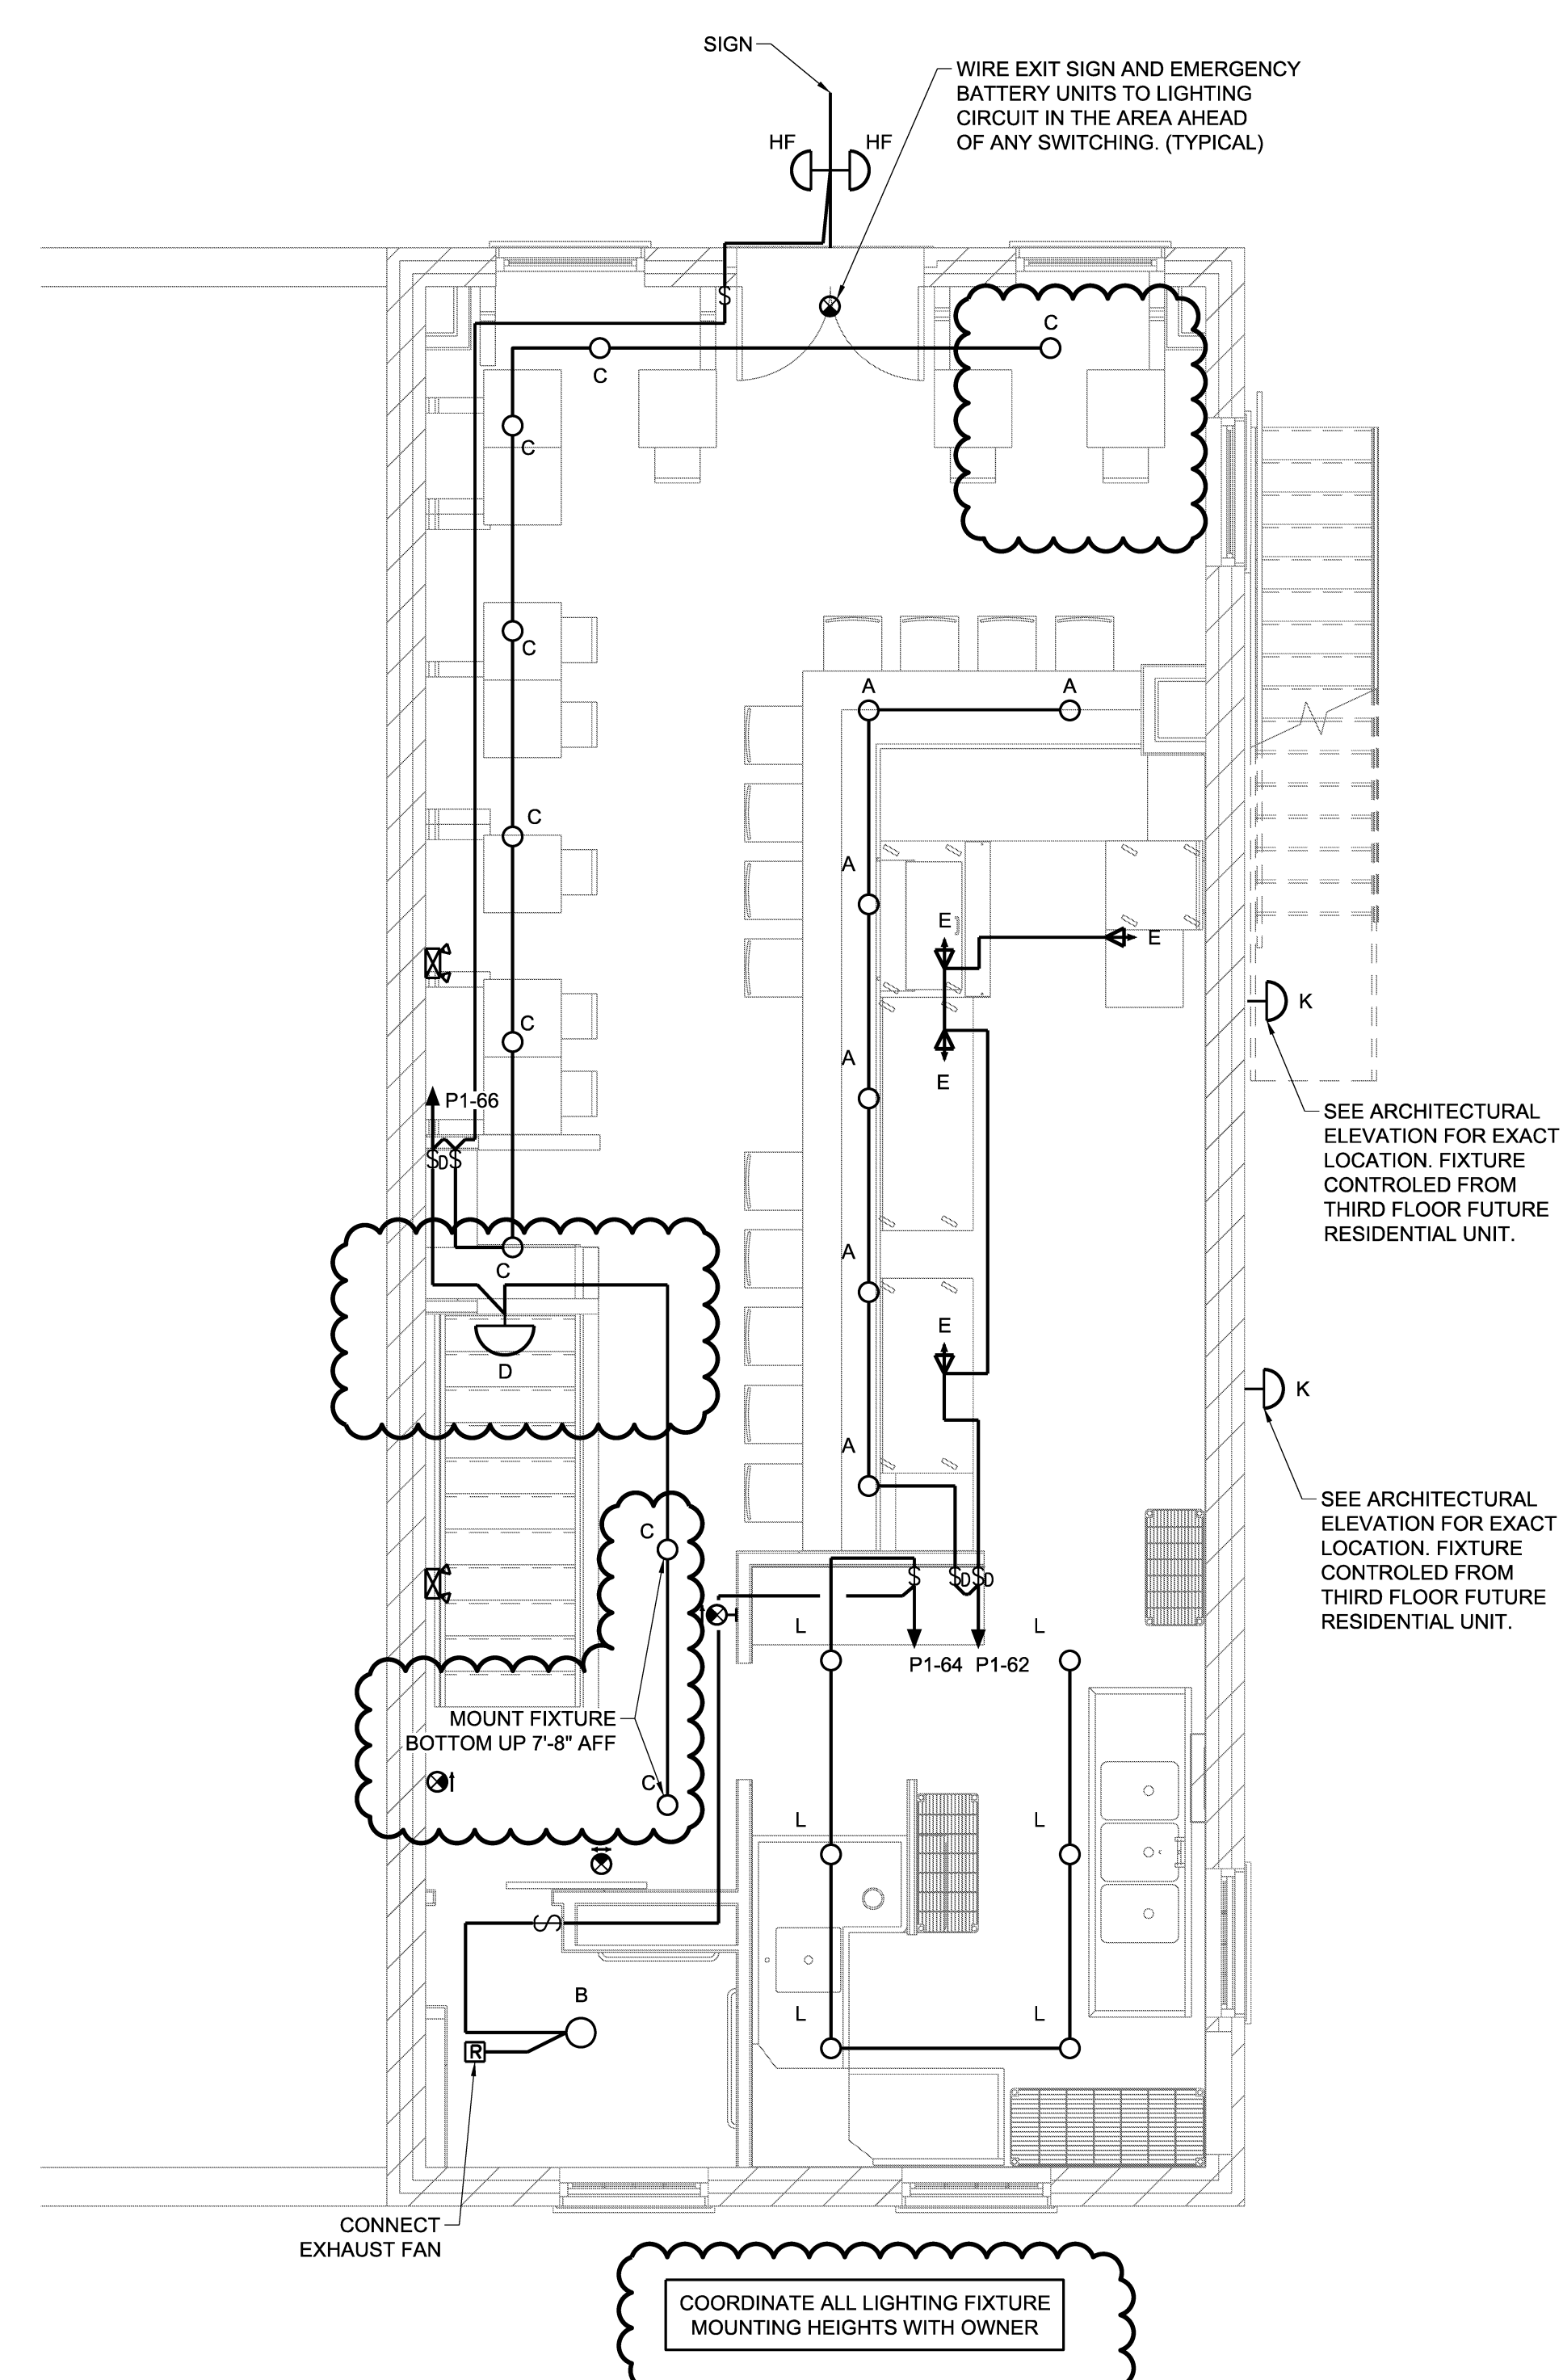 SIGN
WIRE EXIT SIGN AND EMERGENCY
BATTERY UNITS TO LIGHTING
CIRCUIT IN THE AREA AHEAD
OF ANY SWITCHING. (TYPICAL)
HF
HF
S
C
C
C
C
A
A
C
A
E
E
K
C
A
E
P1-66
SEE ARCHITECTURAL
ELEVATION FOR EXACT
LOCATION. FIXTURE
CONTROLED FROM
THIRD FLOOR FUTURE
RESIDENTIAL UNIT.
SD
S
A
C
E
D
K
A
SEE ARCHITECTURAL
ELEVATION FOR EXACT
LOCATION. FIXTURE
CONTROLED FROM
THIRD FLOOR FUTURE
RESIDENTIAL UNIT.
C
S
SD
SD
L
L
P1-64
P1-62
MOUNT FIXTURE
BOTTOM UP 7'-8" AFF
C
L
L
S
B
L
L
R
CONNECT
EXHAUST FAN
COORDINATE ALL LIGHTING FIXTURE
MOUNTING HEIGHTS WITH OWNER